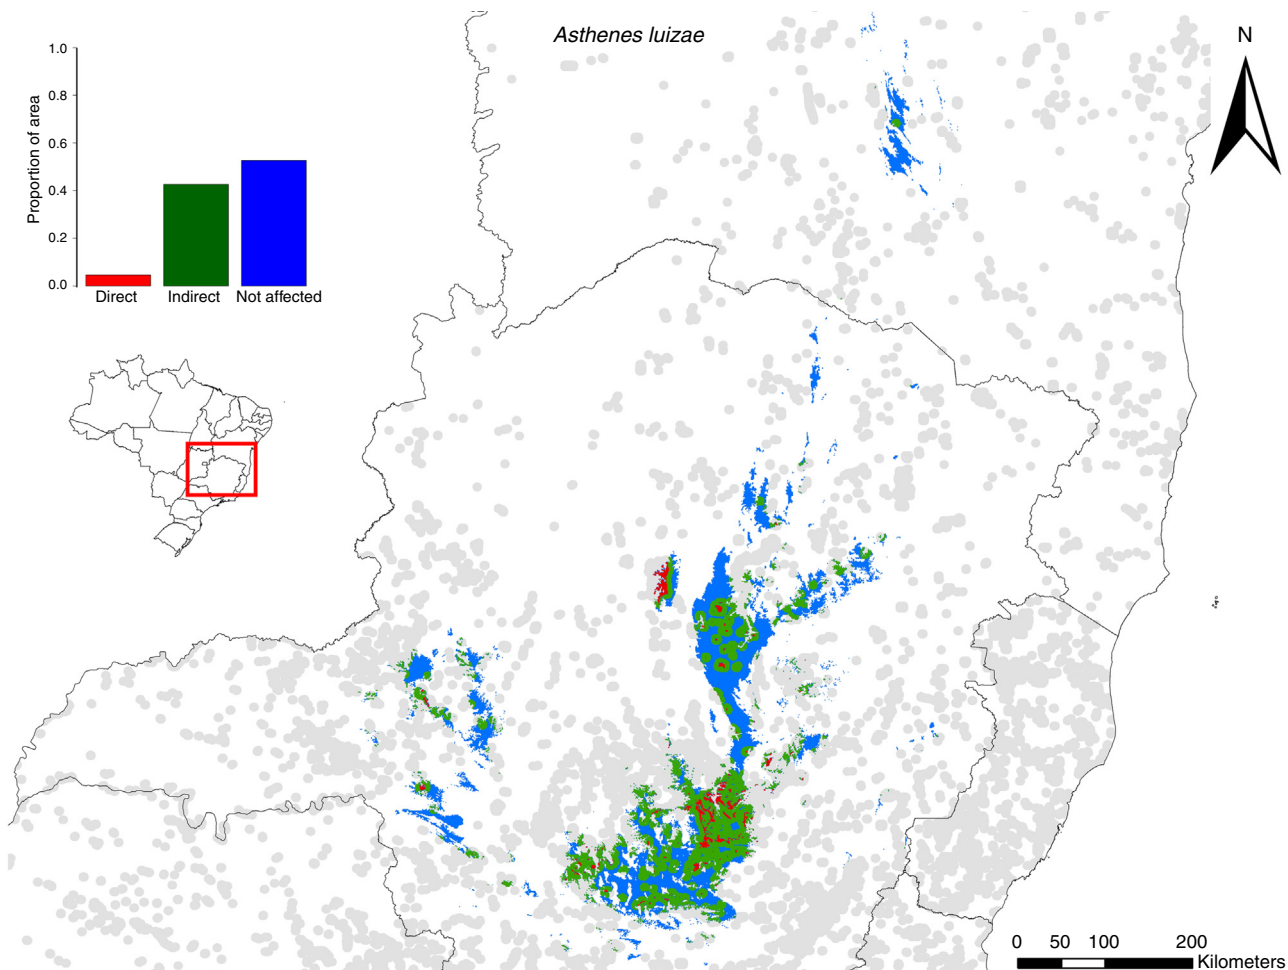 Asthenes luizae
N
1.0
0.8
0.6
0.4
0.2
0.0
Proportion of area
Direct Indirect Not affected
0 50 100 200
Kilometers